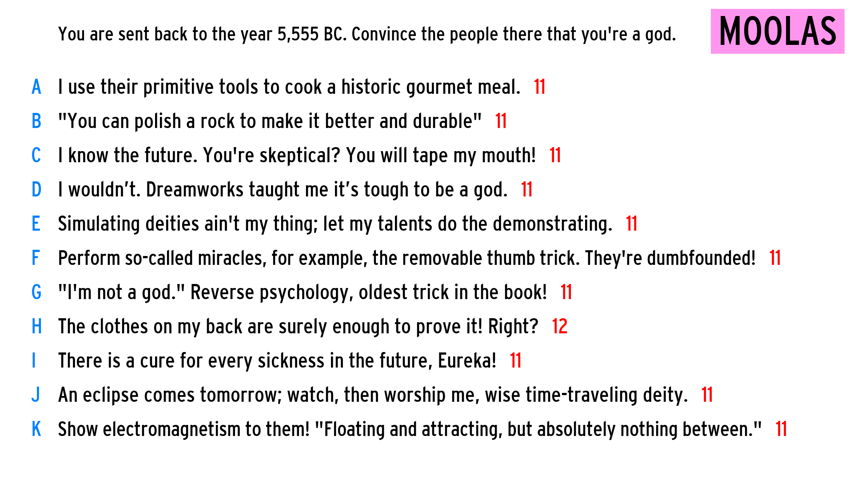 You are sent back to the year 5,555 BC. Convince the people there that you're a god. MOOLAS
A I use their primitive tools to cook a historic gourmet meal. 11
B "You can polish a rock to make it better and durable" 11
C I know the future. You're skeptical? You will tape my mouth! 11
D I wouldn’t. Dreamworks taught me it’s tough to be a god. 11
E Simulating deities ain't my thing; let my talents do the demonstrating. 11
F Perform so-called miracles, for example, the removable thumb trick. They're dumbfounded! 11
G "I'm not a god." Reverse psychology, oldest trick in the book! 11
H The clothes on my back are surely enough to prove it! Right? 12
I There is a cure for every sickness in the future, Eureka! 11
J An eclipse comes tomorrow; watch, then worship me, wise time-traveling deity. 11
K Show electromagnetism to them! "Floating and attracting, but absolutely nothing between." 11